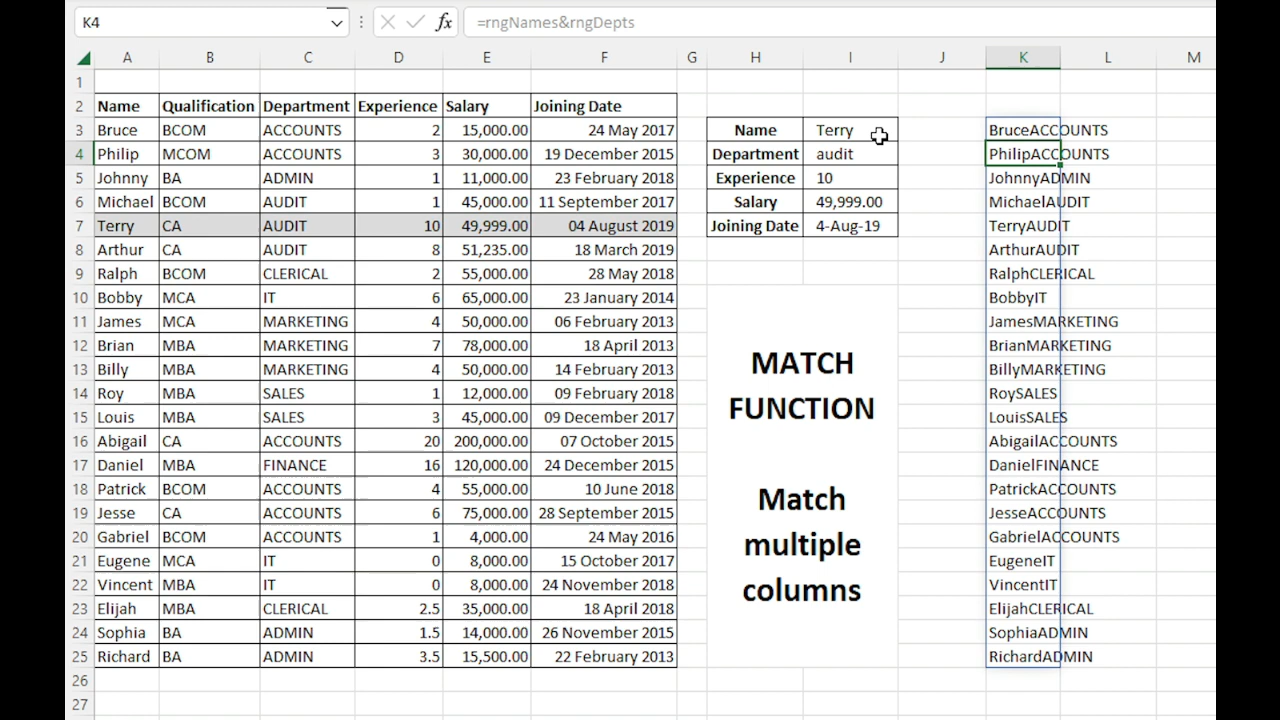 K4 fx =rngNames&rngDepts
A B C D E F G H I J K L M
1
2 Name Qualification Department Experience Salary Joining Date
3 Bruce BCOM ACCOUNTS 2 15,000.00 24 May 2017 Name Terry BruceACCOUNTS
4 Philip MCOM ACCOUNTS 3 30,000.00 19 December 2015 Department audit PhilipACCOUNTS
5 Johnny BA ADMIN 1 11,000.00 23 February 2018 Experience 10 JohnnyADMIN
6 Michael BCOM AUDIT 1 45,000.00 11 September 2017 Salary 49,999.00 MichaelAUDIT
7 Terry CA AUDIT 10 49,999.00 04 August 2019 Joining Date 4-Aug-19 TerryAUDIT
8 Arthur CA AUDIT 8 51,235.00 18 March 2019 ArthurAUDIT
9 Ralph BCOM CLERICAL 2 55,000.00 28 May 2018 RalphCLERICAL
10 Bobby MCA IT 6 65,000.00 23 January 2014 BobbyIT
11 James MCA MARKETING 4 50,000.00 06 February 2013 JamesMARKETING
12 Brian MBA MARKETING 7 78,000.00 18 April 2013 BrianMARKETING
13 Billy MBA MARKETING 4 50,000.00 14 February 2013 BillyMARKETING
14 Roy MBA SALES 1 12,000.00 09 February 2018 RoySALES
15 Louis MBA SALES 3 45,000.00 09 December 2017 LouisSALES
16 Abigail CA ACCOUNTS 20 200,000.00 07 October 2015 AbigailACCOUNTS
17 Daniel MBA FINANCE 16 120,000.00 24 December 2015 DanielFINANCE
18 Patrick BCOM ACCOUNTS 4 55,000.00 10 June 2018 PatrickACCOUNTS
19 Jesse CA ACCOUNTS 6 75,000.00 28 September 2015 JesseACCOUNTS
20 Gabriel BCOM ACCOUNTS 1 4,000.00 24 May 2016 GabrielACCOUNTS
21 Eugene MCA IT 0 8,000.00 15 October 2017 EugeneIT
22 Vincent MBA IT 0 8,000.00 24 November 2018 VincentIT
23 Elijah MBA CLERICAL 2.5 35,000.00 18 April 2018 ElijahCLERICAL
24 Sophia BA ADMIN 1.5 14,000.00 26 November 2015 SophiaADMIN
25 Richard BA ADMIN 3.5 15,500.00 22 February 2013 RichardADMIN
26
27
MATCH
FUNCTION
Match
multiple
columns